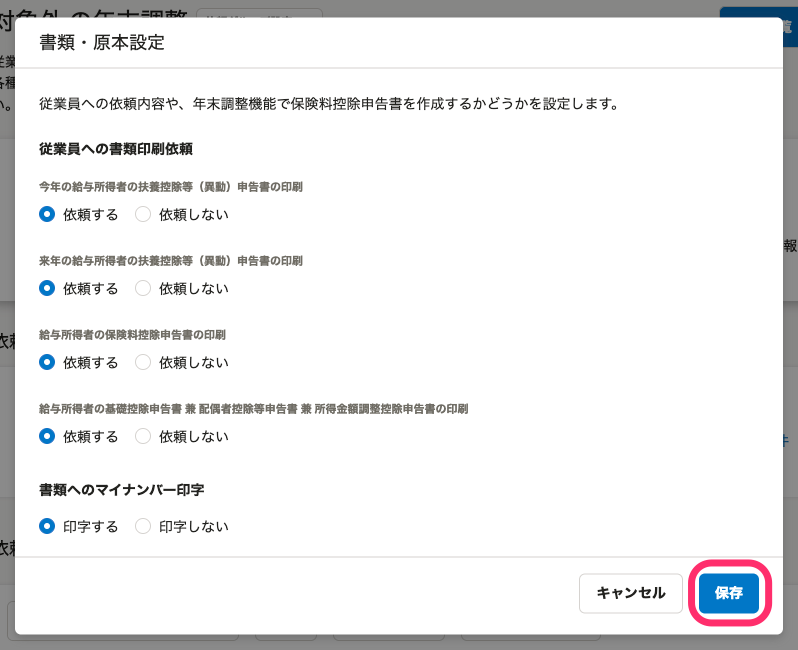 対象外 の年末調整
書類・原本設定
従業員への依頼内容や、年末調整機能で保険料控除申告書を作成するかどうかを設定します。
従業員への書類印刷依頼
今年の給与所得者の扶養控除等（異動）申告書の印刷
依頼する 依頼しない
来年の給与所得者の扶養控除等（異動）申告書の印刷
依頼する 依頼しない
給与所得者の保険料控除申告書の印刷
依頼する 依頼しない
給与所得者の基礎控除申告書 兼 配偶者控除等申告書 兼 所得金額調整控除申告書の印刷
依頼する 依頼しない
書類へのマイナンバー印字
印字する 印字しない
キャンセル 保存